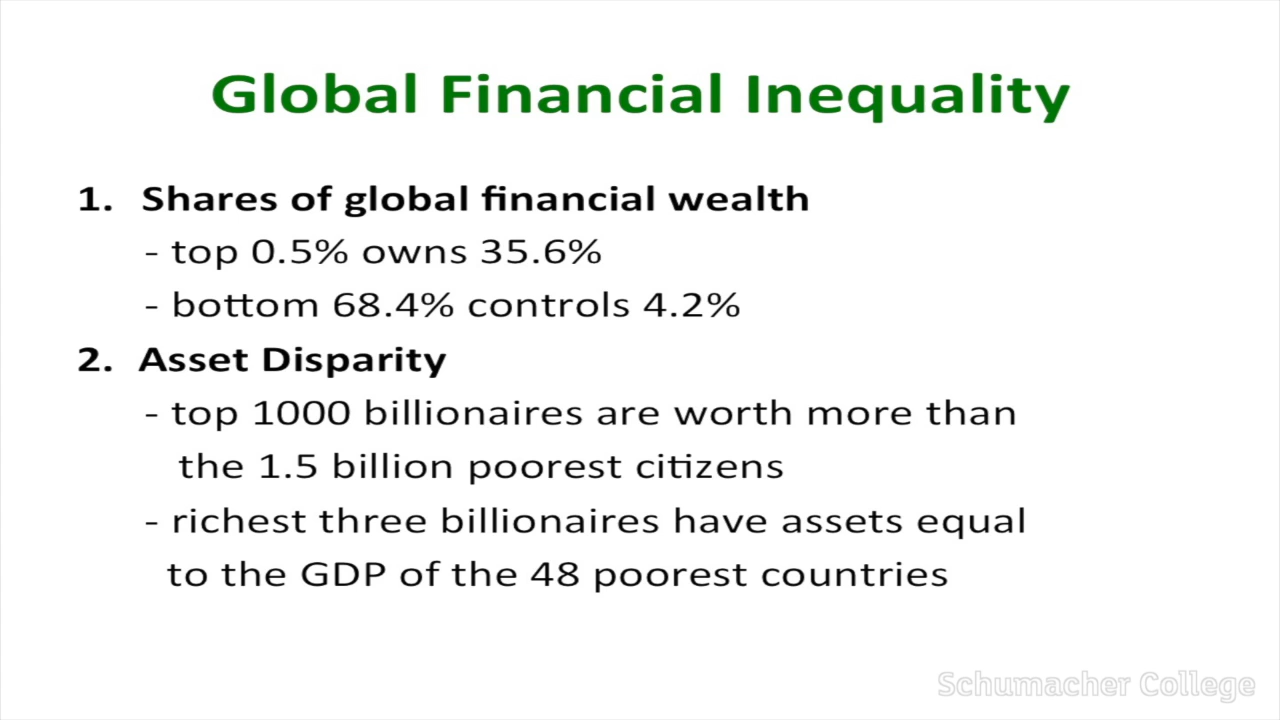 Global Financial Inequality
1. Shares of global financial wealth
- top 0.5% owns 35.6%
- bottom 68.4% controls 4.2%
2. Asset Disparity
- top 1000 billionaires are worth more than
the 1.5 billion poorest citizens
- richest three billionaires have assets equal
to the GDP of the 48 poorest countries
Schumacher College